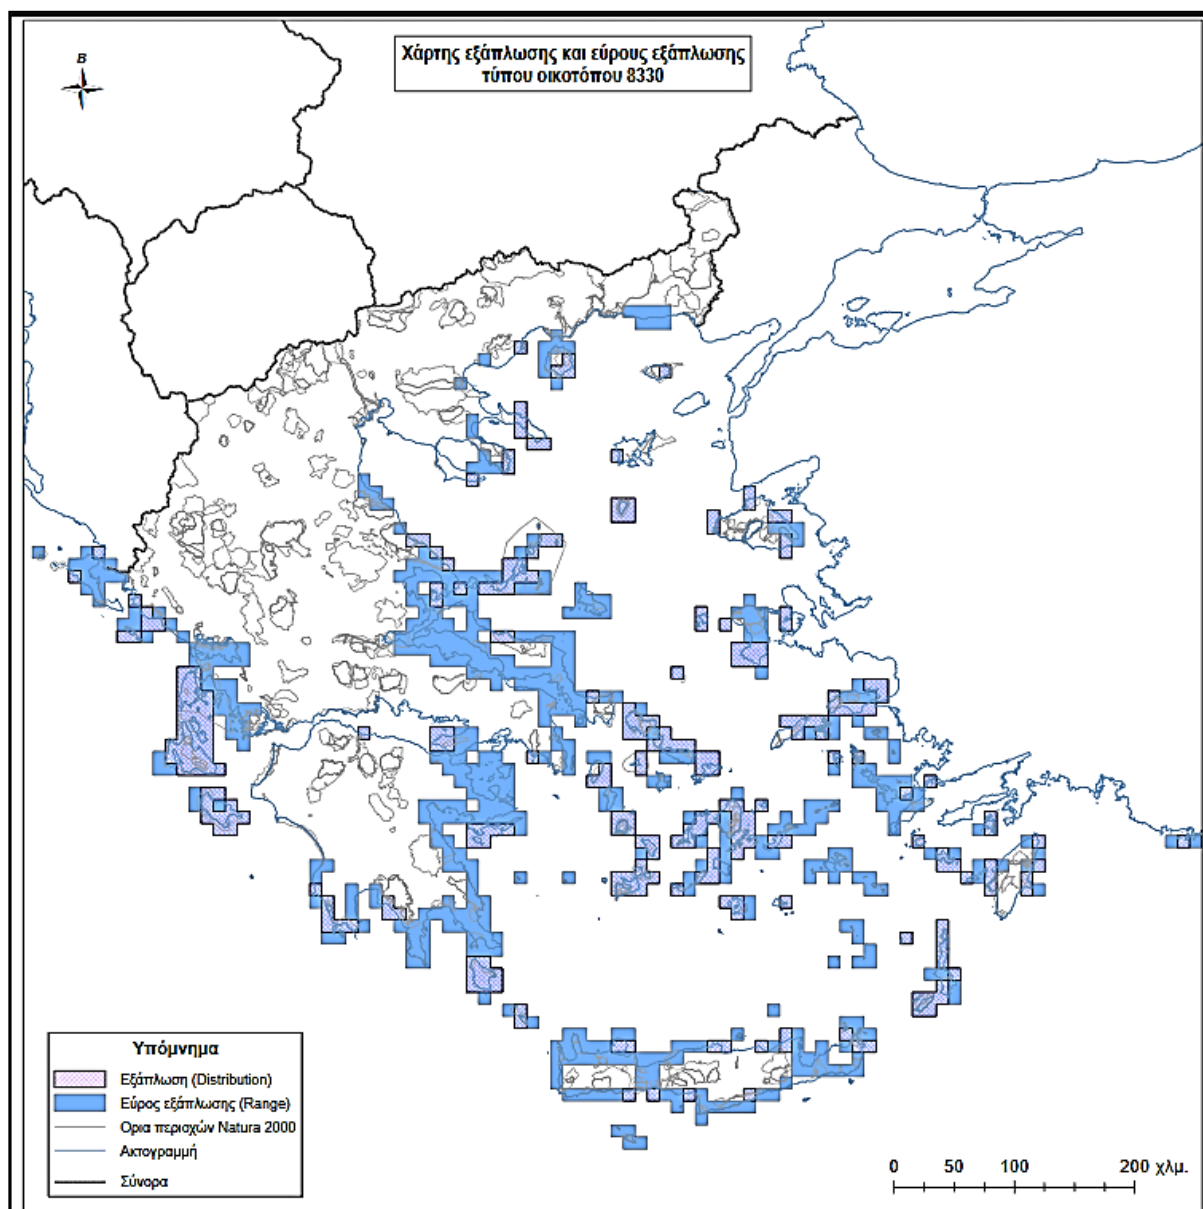 Χάρτης εξάπλωσης και εύρους εξάπλωσης
τύπου οικοτόπου 8330
Β
Υπόμνημα
Εξάπλωση (Distribution)
Εύρος εξάπλωσης (Range)
Ορια περιοχών Natura 2000
Ακτογραμμή
Σύνορα
0 50 100 200 χλμ.